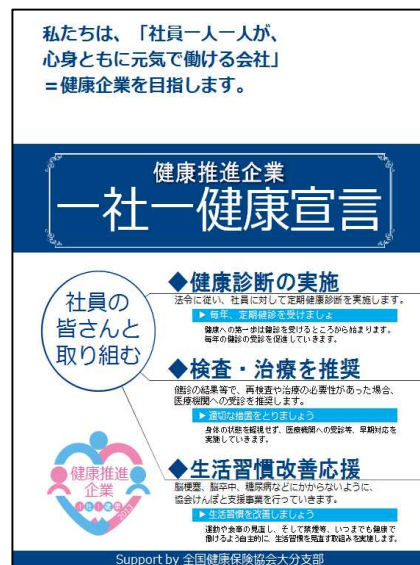 私たちは、「社員一人一人が、
心身ともに元気で働ける会社」
＝健康企業を目指します。
健康推進企業
一社一健康宣言
社員の
皆さんと
取り組む
◆健康診断の実施
法令に従い、社員に対して定期健康診断を実施します。
▶ 毎年、定期健診を受けましょ
健康への第一歩は健診を受けるところから始まります。
毎年の健診の受診を促進していきます。
◆検査・治療を推奨
健診の結果等で、再検査や治療の必要性があった場合、
医療機関への受診を推奨します。
▶ 適切な措置をとりましょう
身体の状態を軽視せず、医療機関への受診等、早期対応を
実施していきます。
◆生活習慣改善応援
脳梗塞、脳卒中、糖尿病などにかからないように、
協会けんぽと支援事業を行っていきます。
▶ 生活習慣を改善しましょう
運動や食事の見直し、そして禁煙等、いつまでも健康で
働けるよう自主的に 生活習慣を見直す取組みを実施します。
健康推進
企業
一社一健康
2013
Support by 全国健康保険協会大分支部